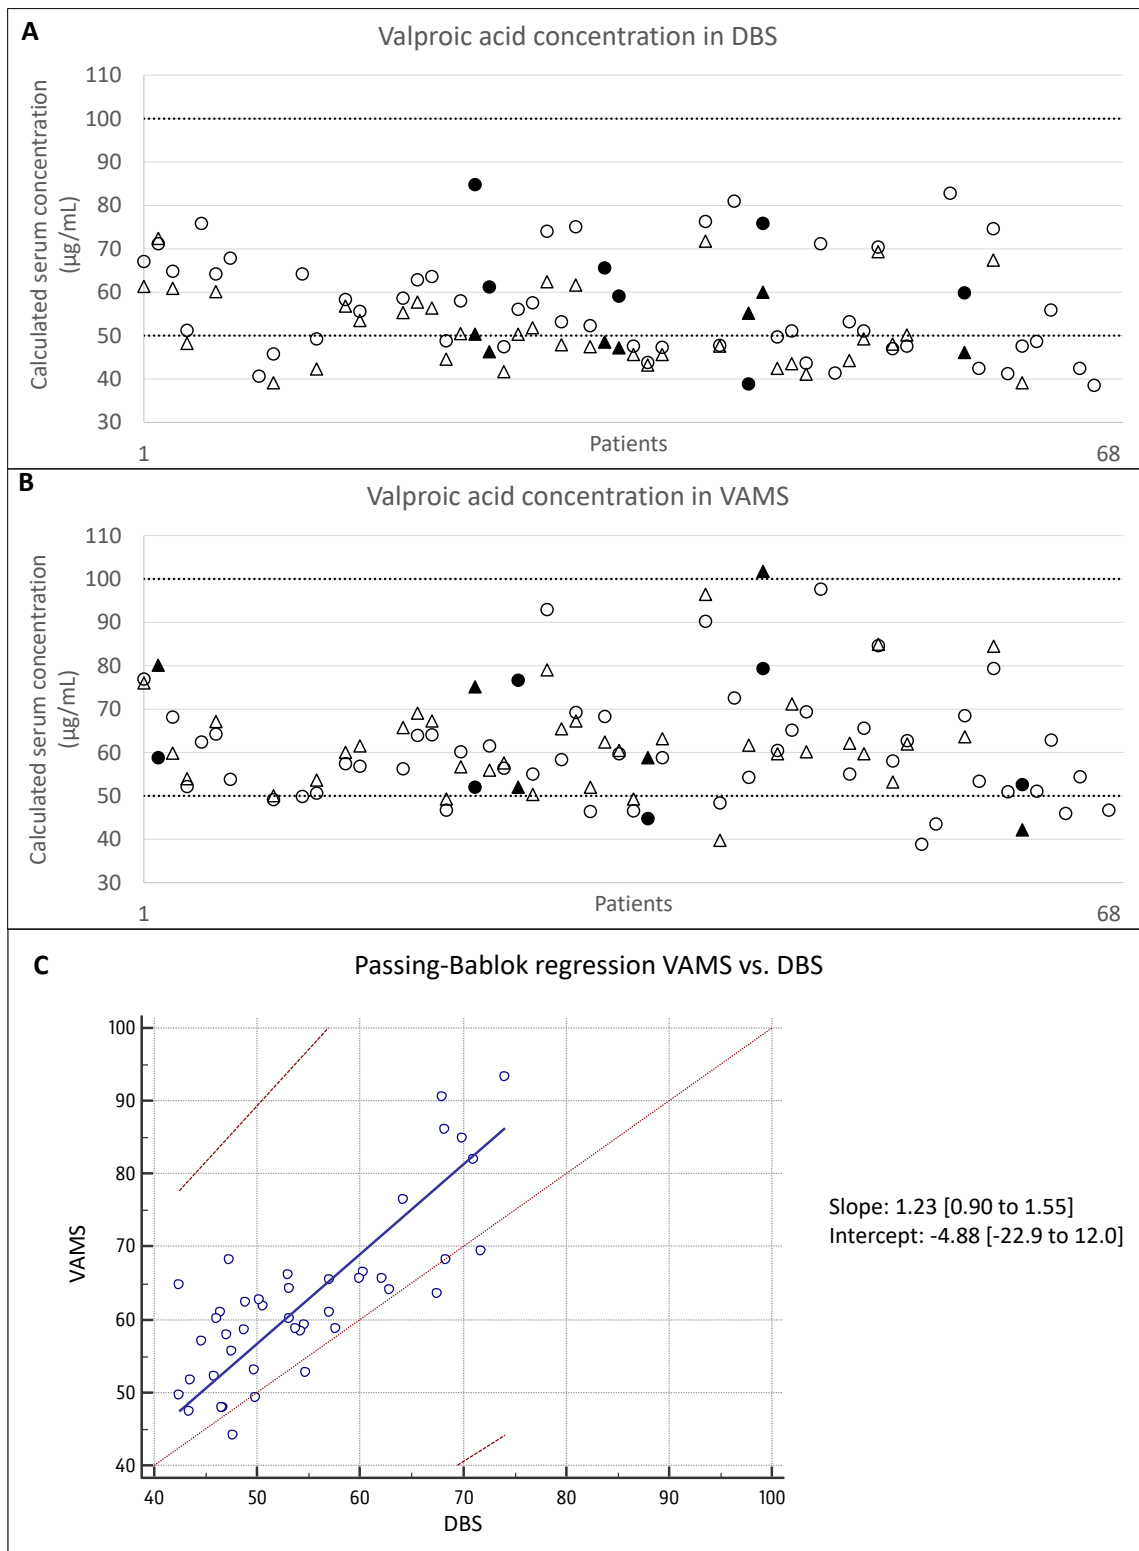 A
Valproic acid concentration in DBS
Calculated serum concentration
(µg/mL)
110
100
90
80
70
60
50
40
30
1
Patients
68
B
Valproic acid concentration in VAMS
Calculated serum concentration
(µg/mL)
110
100
90
80
70
60
50
40
30
1
Patients
68
C
Passing-Bablok regression VAMS vs. DBS
VAMS
100
90
80
70
60
50
40
40 50 60 70 80 90 100
DBS
Slope: 1.23 [0.90 to 1.55]
Intercept: -4.88 [-22.9 to 12.0]